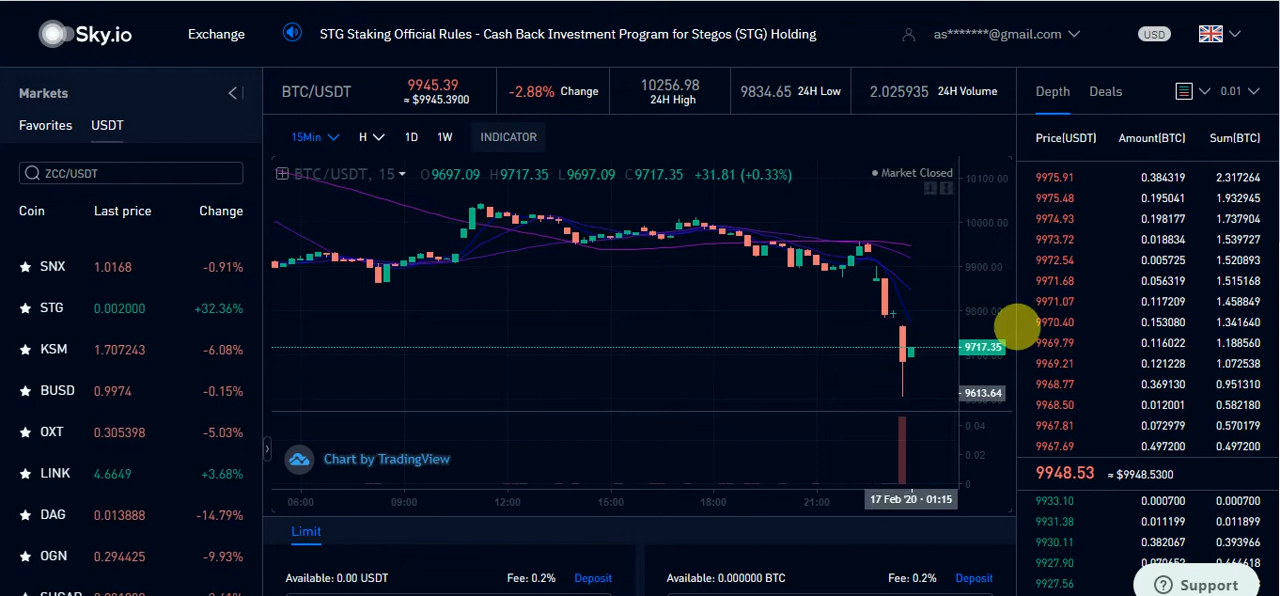 Sky.io
Exchange
STG Staking Official Rules - Cash Back Investment Program for Stegos (STG) Holding
as*******@gmail.com
USD
Markets
Favorites USDT
ZCC/USDT
Coin Last price Change
SNX 1.0168 -0.91%
STG 0.002000 +32.36%
KSM 1.707243 -6.08%
BUSD 0.9974 -0.15%
OXT 0.305398 -5.03%
LINK 4.6649 +3.68%
DAG 0.013888 -14.79%
OGN 0.294425 -9.93%
BTC/USDT
9945.39
≈ $9945.3900
-2.88% Change
10256.98
24H High
9834.65 24H Low
2.025935 24H Volume
15Min H 1D 1W INDICATOR
BTC/USDT, 15 O9697.09 H9717.35 L9697.09 C9717.35 +31.81 (+0.33%)
Market Closed
10100.00
10000.00
9900.00
9800.00
9717.35
9613.64
0.04
0.02
0
Chart by TradingView
06:00 09:00 12:00 15:00 18:00 21:00 17 Feb '20 - 01:15
Limit
Available: 0.00 USDT Fee: 0.2% Deposit
Available: 0.000000 BTC Fee: 0.2% Deposit
Depth Deals 0.01
Price(USDT) Amount(BTC) Sum(BTC)
9975.91 0.384319 2.317264
9975.48 0.195041 1.932945
9974.93 0.198177 1.737904
9973.72 0.018834 1.539727
9972.54 0.005725 1.520893
9971.68 0.056319 1.515168
9971.07 0.117209 1.458849
9970.40 0.153080 1.341640
9969.79 0.116022 1.188560
9969.21 0.121228 1.072538
9968.77 0.369130 0.951310
9968.50 0.012001 0.582180
9967.81 0.072979 0.570179
9967.69 0.497200 0.497200
9948.53 ≈ $9948.5300
9933.10 0.000700 0.000700
9931.38 0.011199 0.011899
9930.11 0.382067 0.393966
9927.90
9927.56
Support